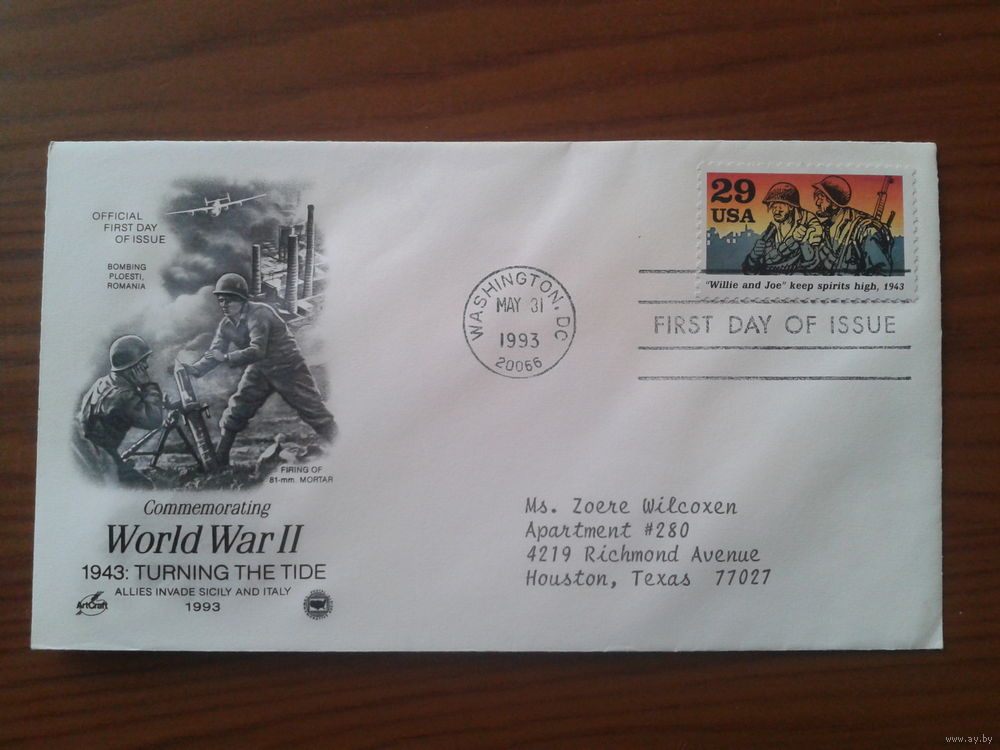 OFFICIAL
FIRST DAY
OF ISSUE
BOMBING
PLOESTI,
ROMANIA
FIRING OF
81-mm. MORTAR
Commemorating
World War II
1943: TURNING THE TIDE
ALLIES INVADE SICILY AND ITALY
1993
ArtCraft
WASHINGTON, DC
MAY 31
1993
20066
29
USA
"Willie and Joe" keep spirits high, 1943
FIRST DAY OF ISSUE
Ms. Zoere Wilcoxen
Apartment #280
4219 Richmond Avenue
Houston, Texas 77027
www.ay.by